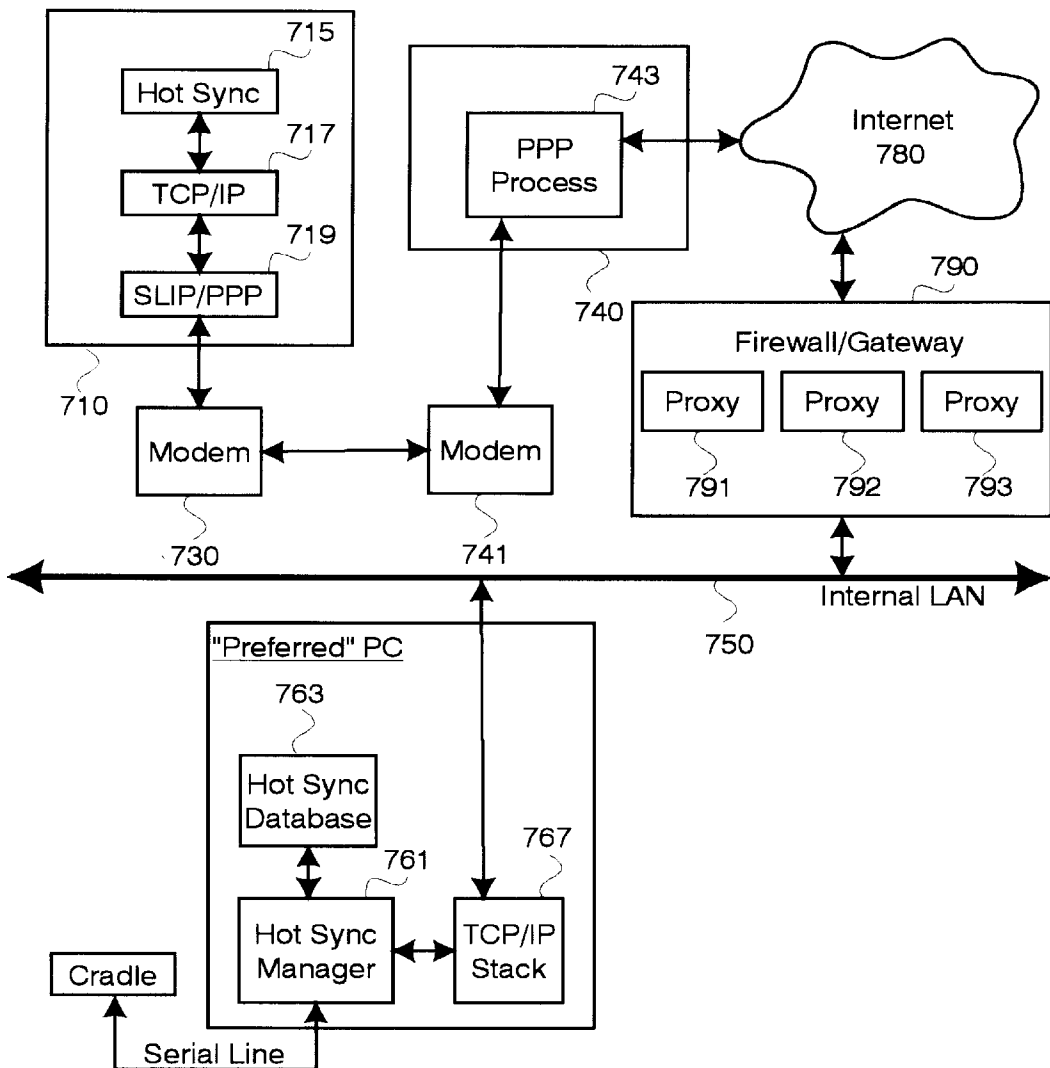 715
Hot Sync
717
TCP/IP
719
SLIP/PPP
710
743
PPP
Process
740
Internet
780
790
Firewall/Gateway
Proxy
Proxy
Proxy
791
792
793
Modem
730
Modem
741
Internal LAN
750
"Preferred" PC
763
Hot Sync
Database
761
Hot Sync
Manager
767
TCP/IP
Stack
Cradle
Serial Line